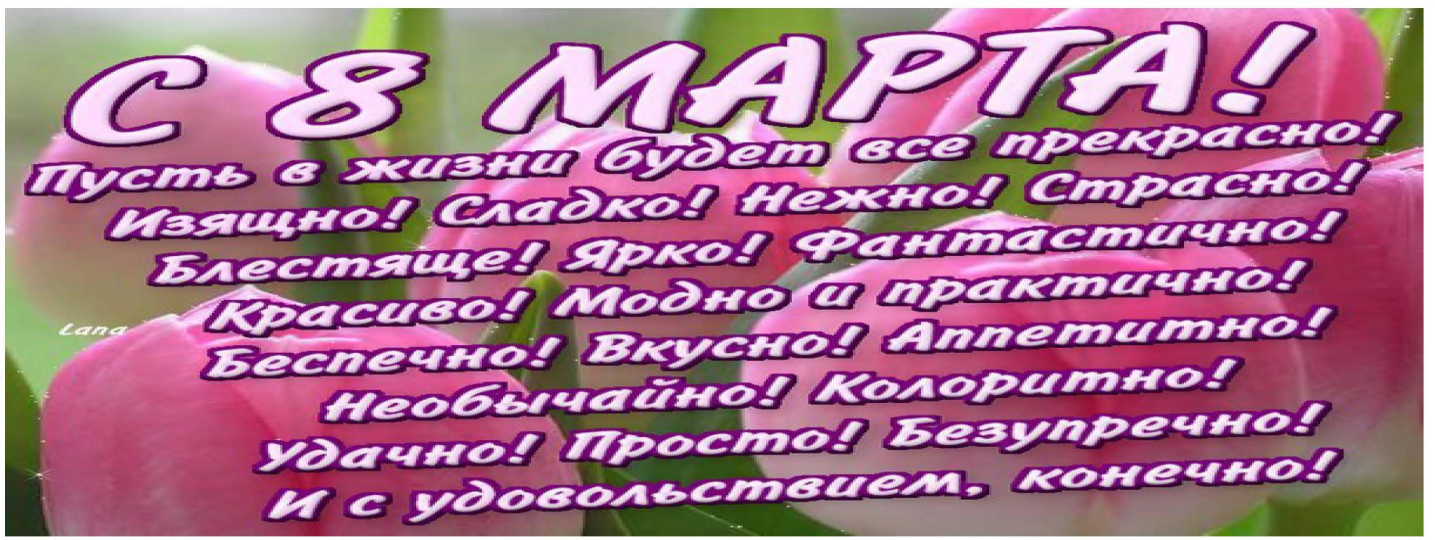 С 8 МАРТА!
Пусть в жизни будет все прекрасно!
Изящно! Сладко! Нежно! Страсно!
Блестяще! Ярко! Фантастично!
Красиво! Модно и практично!
Беспечно! Вкусно! Аппетитно!
Необычайно! Колоритно!
Удачно! Просто! Безупречно!
И с удовольствием, конечно!
Lana